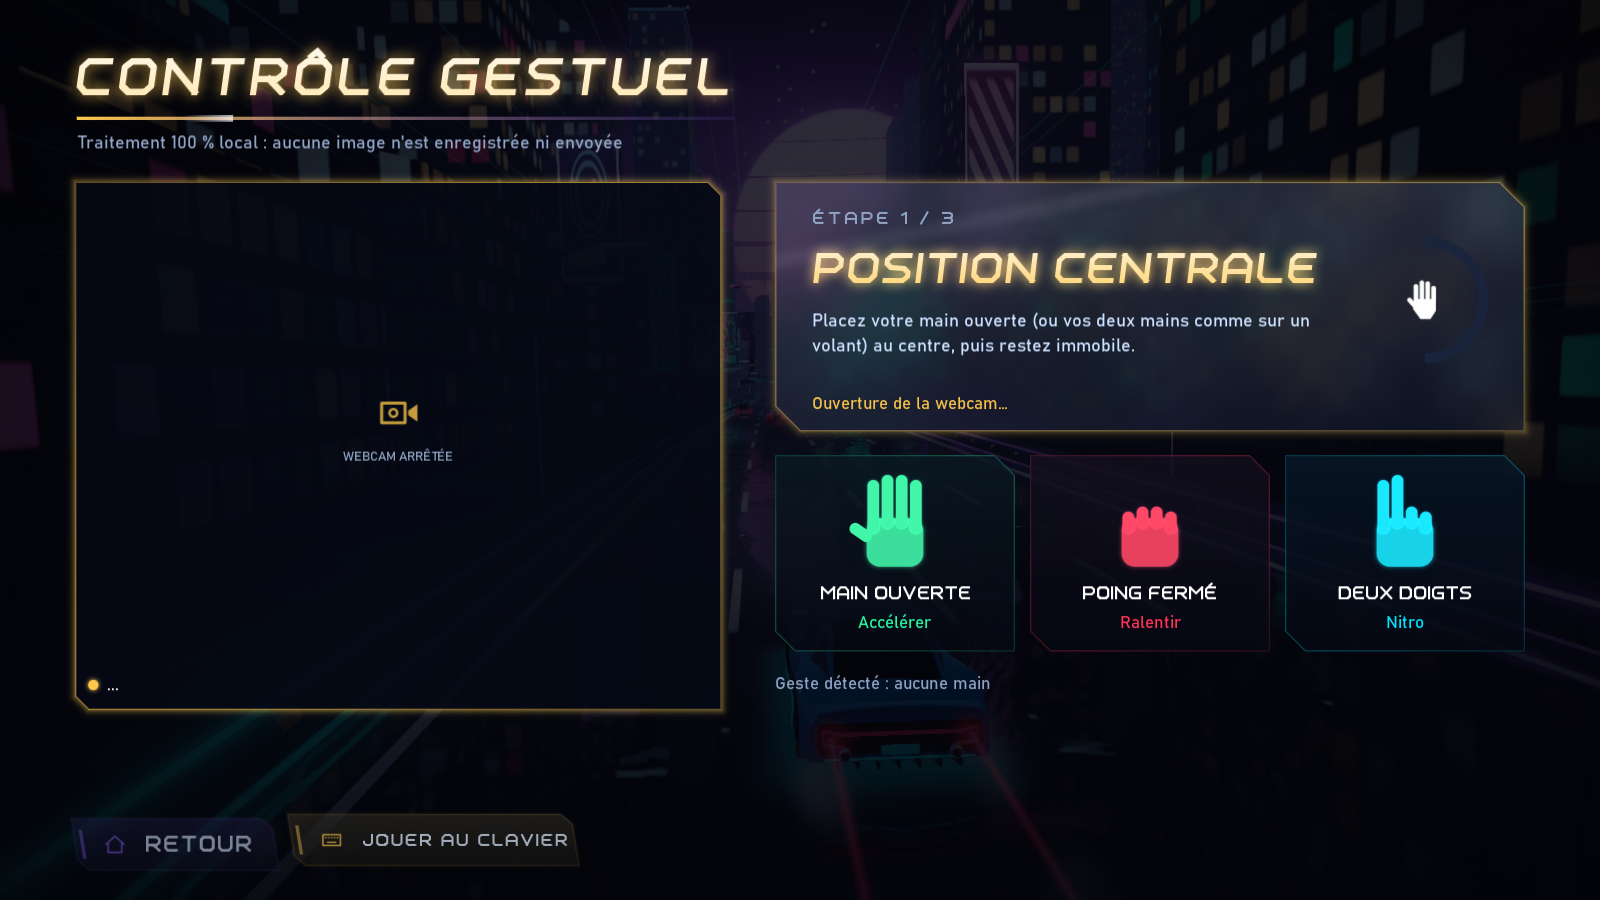 CONTRÔLE GESTUEL
Traitement 100 % local : aucune image n'est enregistrée ni envoyée
WEBCAM ARRÊTÉE
...
ÉTAPE 1 / 3
POSITION CENTRALE
Placez votre main ouverte (ou vos deux mains comme sur un
volant) au centre, puis restez immobile.
Ouverture de la webcam…
MAIN OUVERTE
Accélérer
POING FERMÉ
Ralentir
DEUX DOIGTS
Nitro
Geste détecté : aucune main
RETOUR
JOUER AU CLAVIER